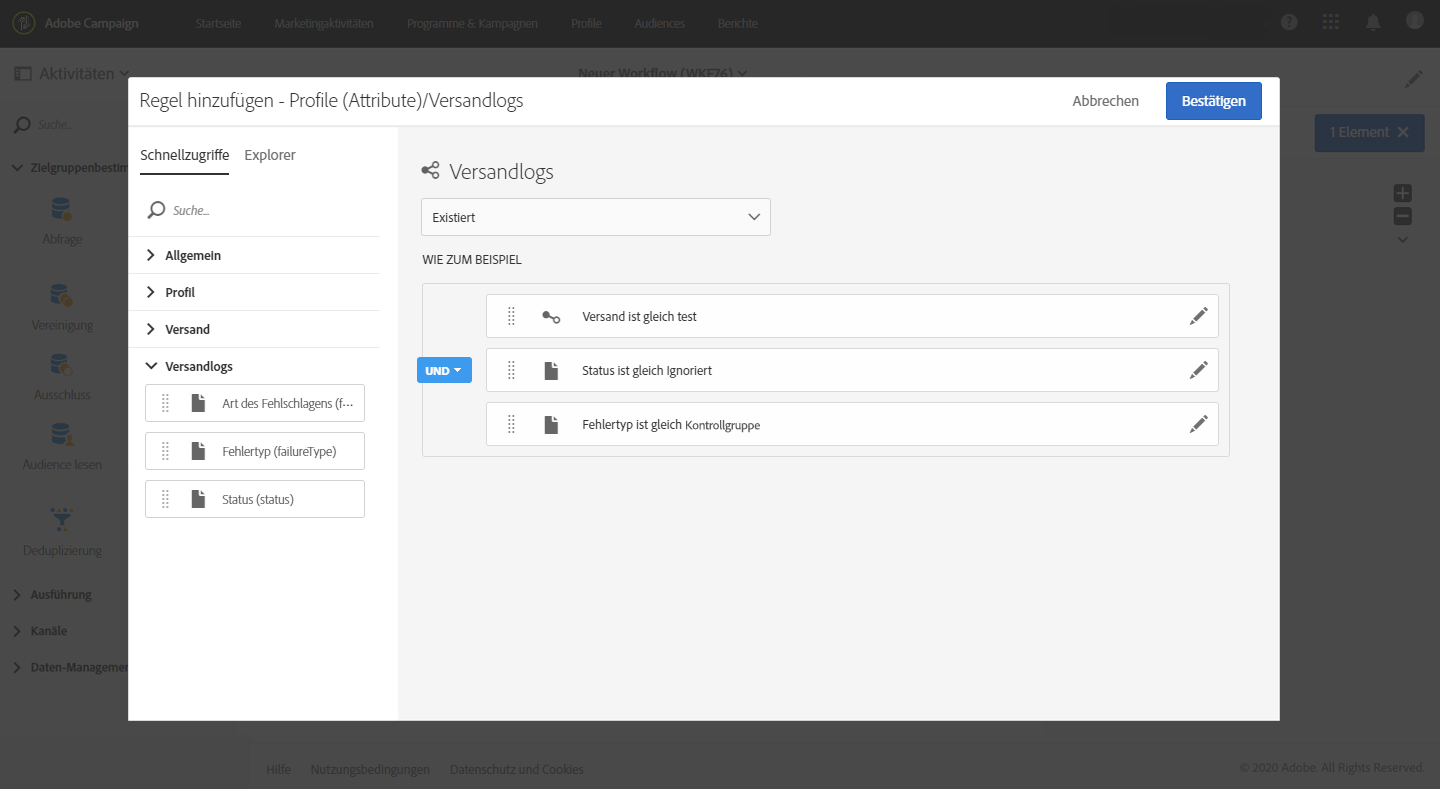 Adobe Campaign
Startseite
Marketingaktivitäten
Programme & Kampagnen
Profile
Audiences
Berichte
Aktivitäten
Neuer Workflow (WKF76)
Suche...
1 Element
Zielgruppenbestim
Abfrage
Vereinigung
Ausschluss
Audience lesen
Deduplizierung
Ausführung
Kanäle
Daten-Managemen
Regel hinzufügen - Profile (Attribute)/Versandlogs
Abbrechen
Bestätigen
Schnellzugriffe
Explorer
Suche...
Allgemein
Profil
Versand
Versandlogs
Art des Fehlschlagens (f···
Fehlertyp (failureType)
Status (status)
Versandlogs
Existiert
WIE ZUM BEISPIEL
Versand ist gleich test
UND
Status ist gleich Ignoriert
Fehlertyp ist gleich Kontrollgruppe
Hilfe
Nutzungsbedingungen
Datenschutz und Cookies
© 2020 Adobe. All Rights Reserved.